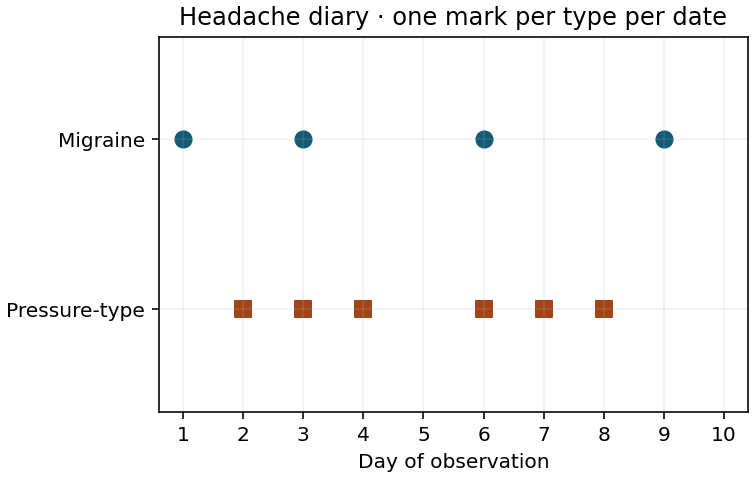 Headache diary · one mark per type per date
Migraine
Pressure-type
1 2 3 4 5 6 7 8 9 10
Day of observation